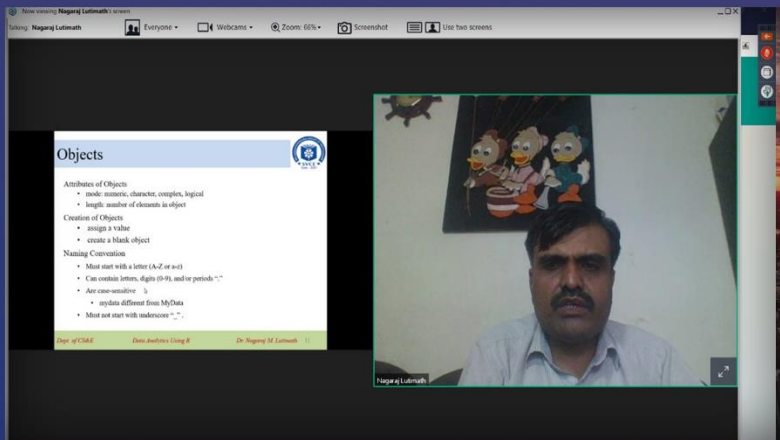 Now viewing Nagaraj Lutimath's screen
Talking: Nagaraj Lutimath
Everyone
Webcams
Zoom: 66%
Screenshot
Use two screens
Objects
SVCE
Attributes of Objects
• mode: numeric, character, complex, logical
• length: number of elements in object
Creation of Objects
• assign a value
• create a blank object
Naming Convention
• Must start with a letter (A-Z or a-z)
• Can contain letters, digits (0-9), and/or periods "."
• Are case-sensitive
• mydata different from MyData
• Must not start with underscore "_" .
Dept. of CS&E Data Analytics Using R Dr. Nagaraj M. Lutimath
Nagaraj Lutimath